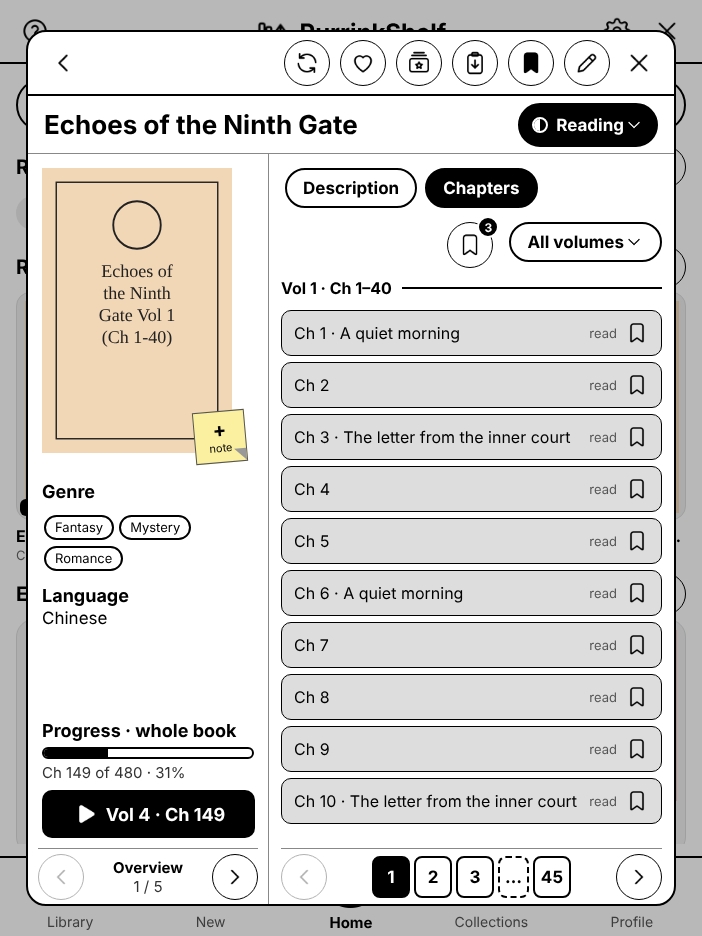 PurrinkShelf
Echoes of the Ninth Gate
Reading
Echoes of
the Ninth
Gate Vol 1
(Ch 1-40)
+
note
Genre
Fantasy
Mystery
Romance
Language
Chinese
Progress · whole book
Ch 149 of 480 · 31%
Vol 4 · Ch 149
Overview
1 / 5
Description
Chapters
3
All volumes
Vol 1 · Ch 1–40
Ch 1 · A quiet morning read
Ch 2 read
Ch 3 · The letter from the inner court read
Ch 4 read
Ch 5 read
Ch 6 · A quiet morning read
Ch 7 read
Ch 8 read
Ch 9 read
Ch 10 · The letter from the inner court read
1 2 3 ... 45
Library New Home Collections Profile